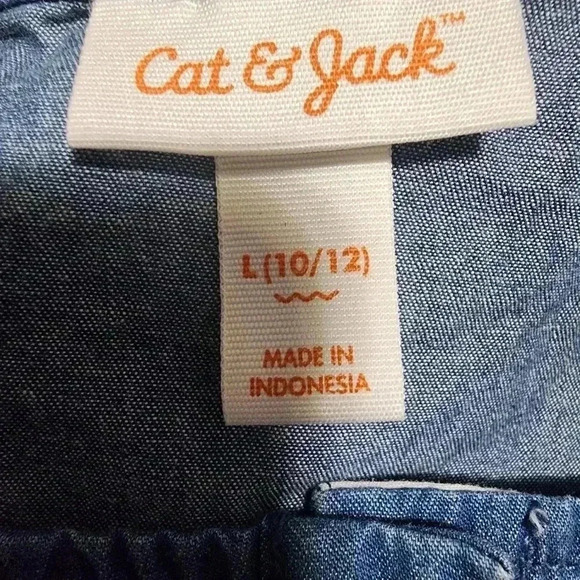 Cat & Jack™
L (10/12)
MADE IN
INDONESIA